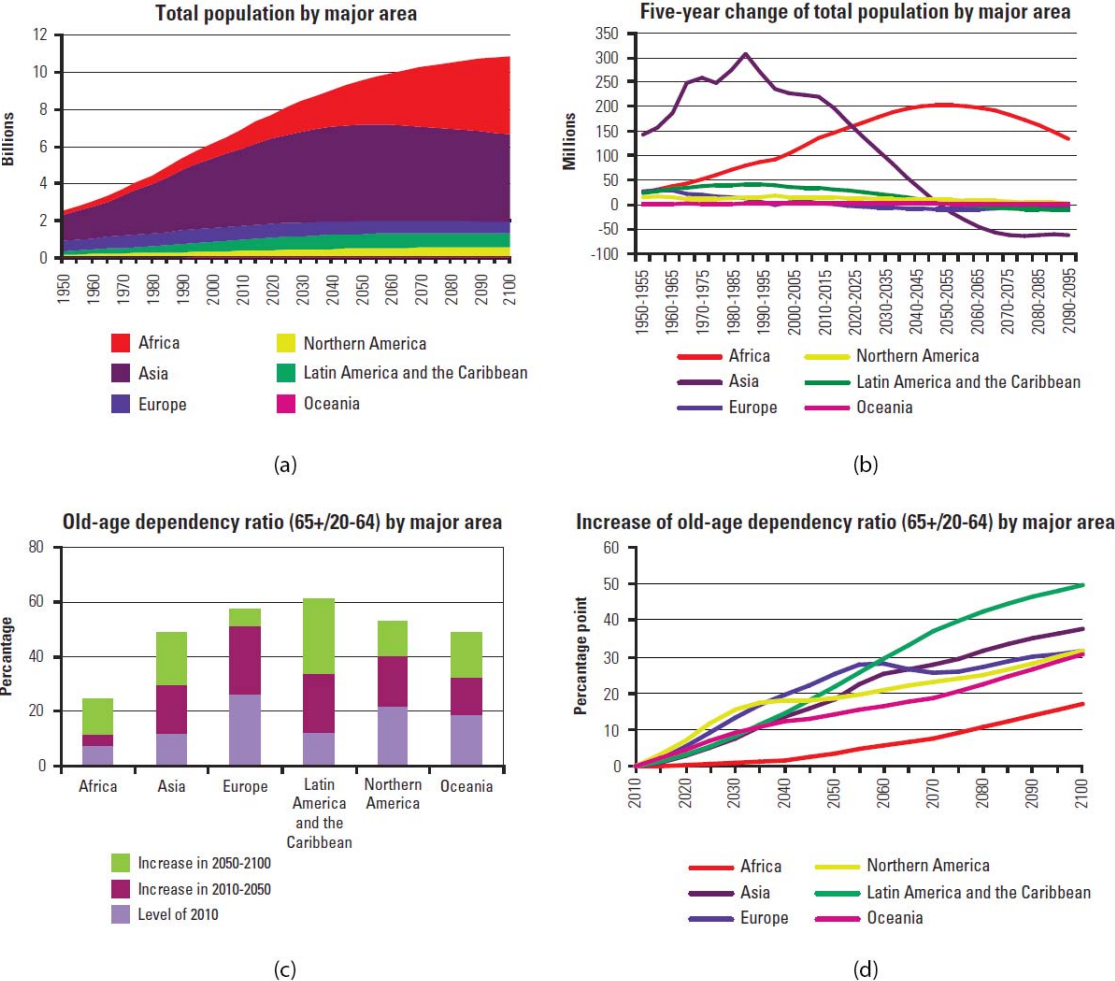 Total population by major area
12
10
8
6
4
2
0
Billions
1950
1960
1970
1980
1990
2000
2010
2020
2030
2040
2050
2060
2070
2080
2090
2100
Africa
Asia
Europe
Northern America
Latin America and the Caribbean
Oceania
(a)
Five-year change of total population by major area
350
300
250
200
150
100
50
0
-50
-100
Millions
1950-1955
1960-1965
1970-1975
1980-1985
1990-1995
2000-2005
2010-2015
2020-2025
2030-2035
2040-2045
2050-2055
2060-2065
2070-2075
2080-2085
2090-2095
Africa
Asia
Europe
Northern America
Latin America and the Caribbean
Oceania
(b)
Old-age dependency ratio (65+/20-64) by major area
80
60
40
20
0
Percantage
Africa
Asia
Europe
Latin
America
and the
Caribbean
Northern
America
Oceania
Increase in 2050-2100
Increase in 2010-2050
Level of 2010
(c)
Increase of old-age dependency ratio (65+/20-64) by major area
60
50
40
30
20
10
0
Percantage point
2010
2020
2030
2040
2050
2060
2070
2080
2090
2100
Africa
Asia
Europe
Northern America
Latin America and the Caribbean
Oceania
(d)